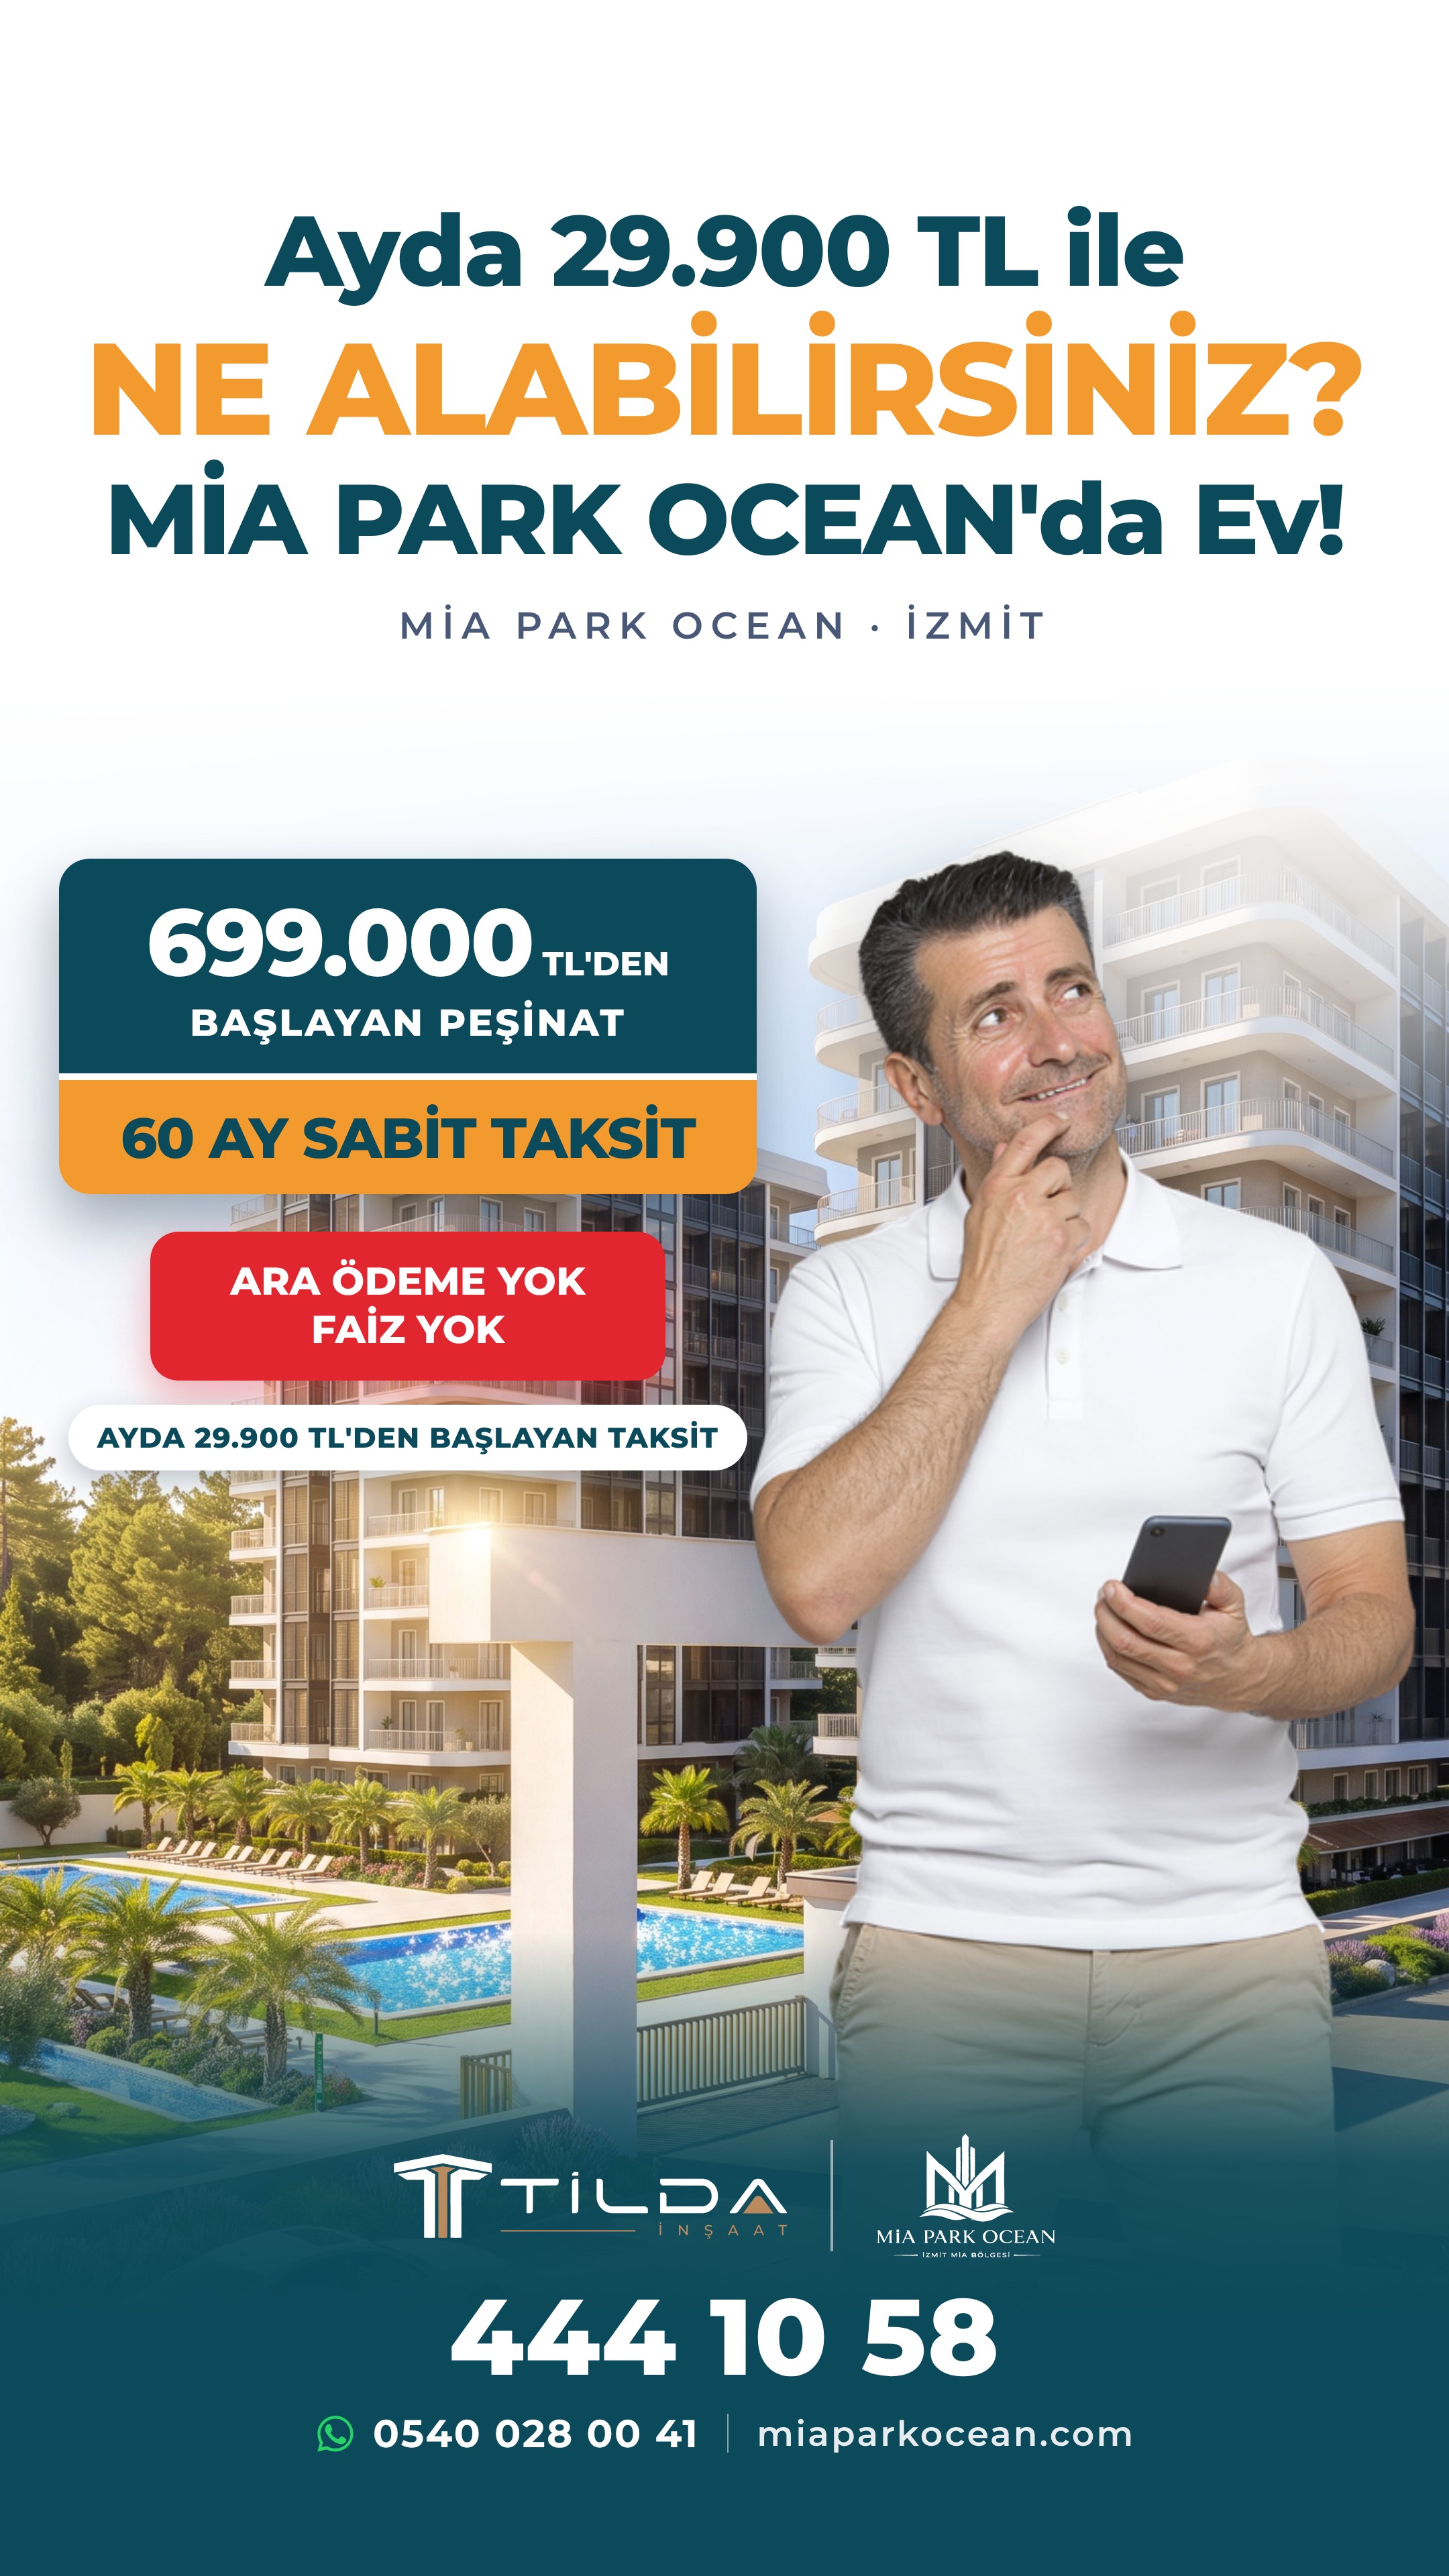 Ayda 29.900 TL ile
NE ALABİLİRSİNİZ?
MİA PARK OCEAN'da Ev!
MİA PARK OCEAN · İZMİT
699.000 TL'DEN
BAŞLAYAN PEŞİNAT
60 AY SABİT TAKSİT
ARA ÖDEME YOK
FAİZ YOK
AYDA 29.900 TL'DEN BAŞLAYAN TAKSİT
TİLDA
İNŞAAT
MİA PARK OCEAN
İZMİT MİA BÖLGESİ
444 10 58
0540 028 00 41
miaparkocean.com